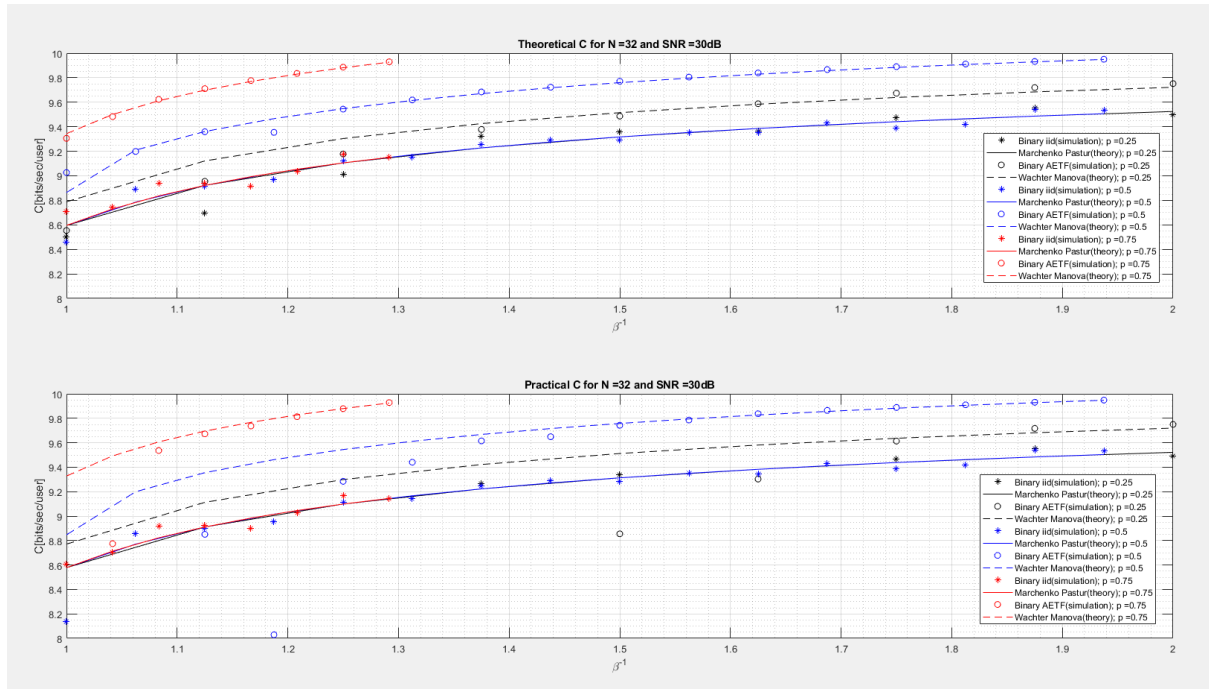 Theoretical C for N =32 and SNR =30dB
10
9.8
9.6
9.4
9.2
9
8.8
8.6
8.4
8.2
8
C[bits/sec/user]
Binary iid(simulation); p =0.25
Marchenko Pastur(theory); p =0.25
Binary AETF(simulation); p =0.25
Wachter Manova(theory); p =0.25
Binary iid(simulation); p =0.5
Marchenko Pastur(theory); p =0.5
Binary AETF(simulation); p =0.5
Wachter Manova(theory); p =0.5
Binary iid(simulation); p =0.75
Marchenko Pastur(theory); p =0.75
Binary AETF(simulation); p =0.75
Wachter Manova(theory); p =0.75
1 1.1 1.2 1.3 1.4 1.5 1.6 1.7 1.8 1.9 2
β⁻¹
Practical C for N =32 and SNR =30dB
10
9.8
9.6
9.4
9.2
9
8.8
8.6
8.4
8.2
8
C[bits/sec/user]
Binary iid(simulation); p =0.25
Marchenko Pastur(theory); p =0.25
Binary AETF(simulation); p =0.25
Wachter Manova(theory); p =0.25
Binary iid(simulation); p =0.5
Marchenko Pastur(theory); p =0.5
Binary AETF(simulation); p =0.5
Wachter Manova(theory); p =0.5
Binary iid(simulation); p =0.75
Marchenko Pastur(theory); p =0.75
Binary AETF(simulation); p =0.75
Wachter Manova(theory); p =0.75
1 1.1 1.2 1.3 1.4 1.5 1.6 1.7 1.8 1.9 2
β⁻¹